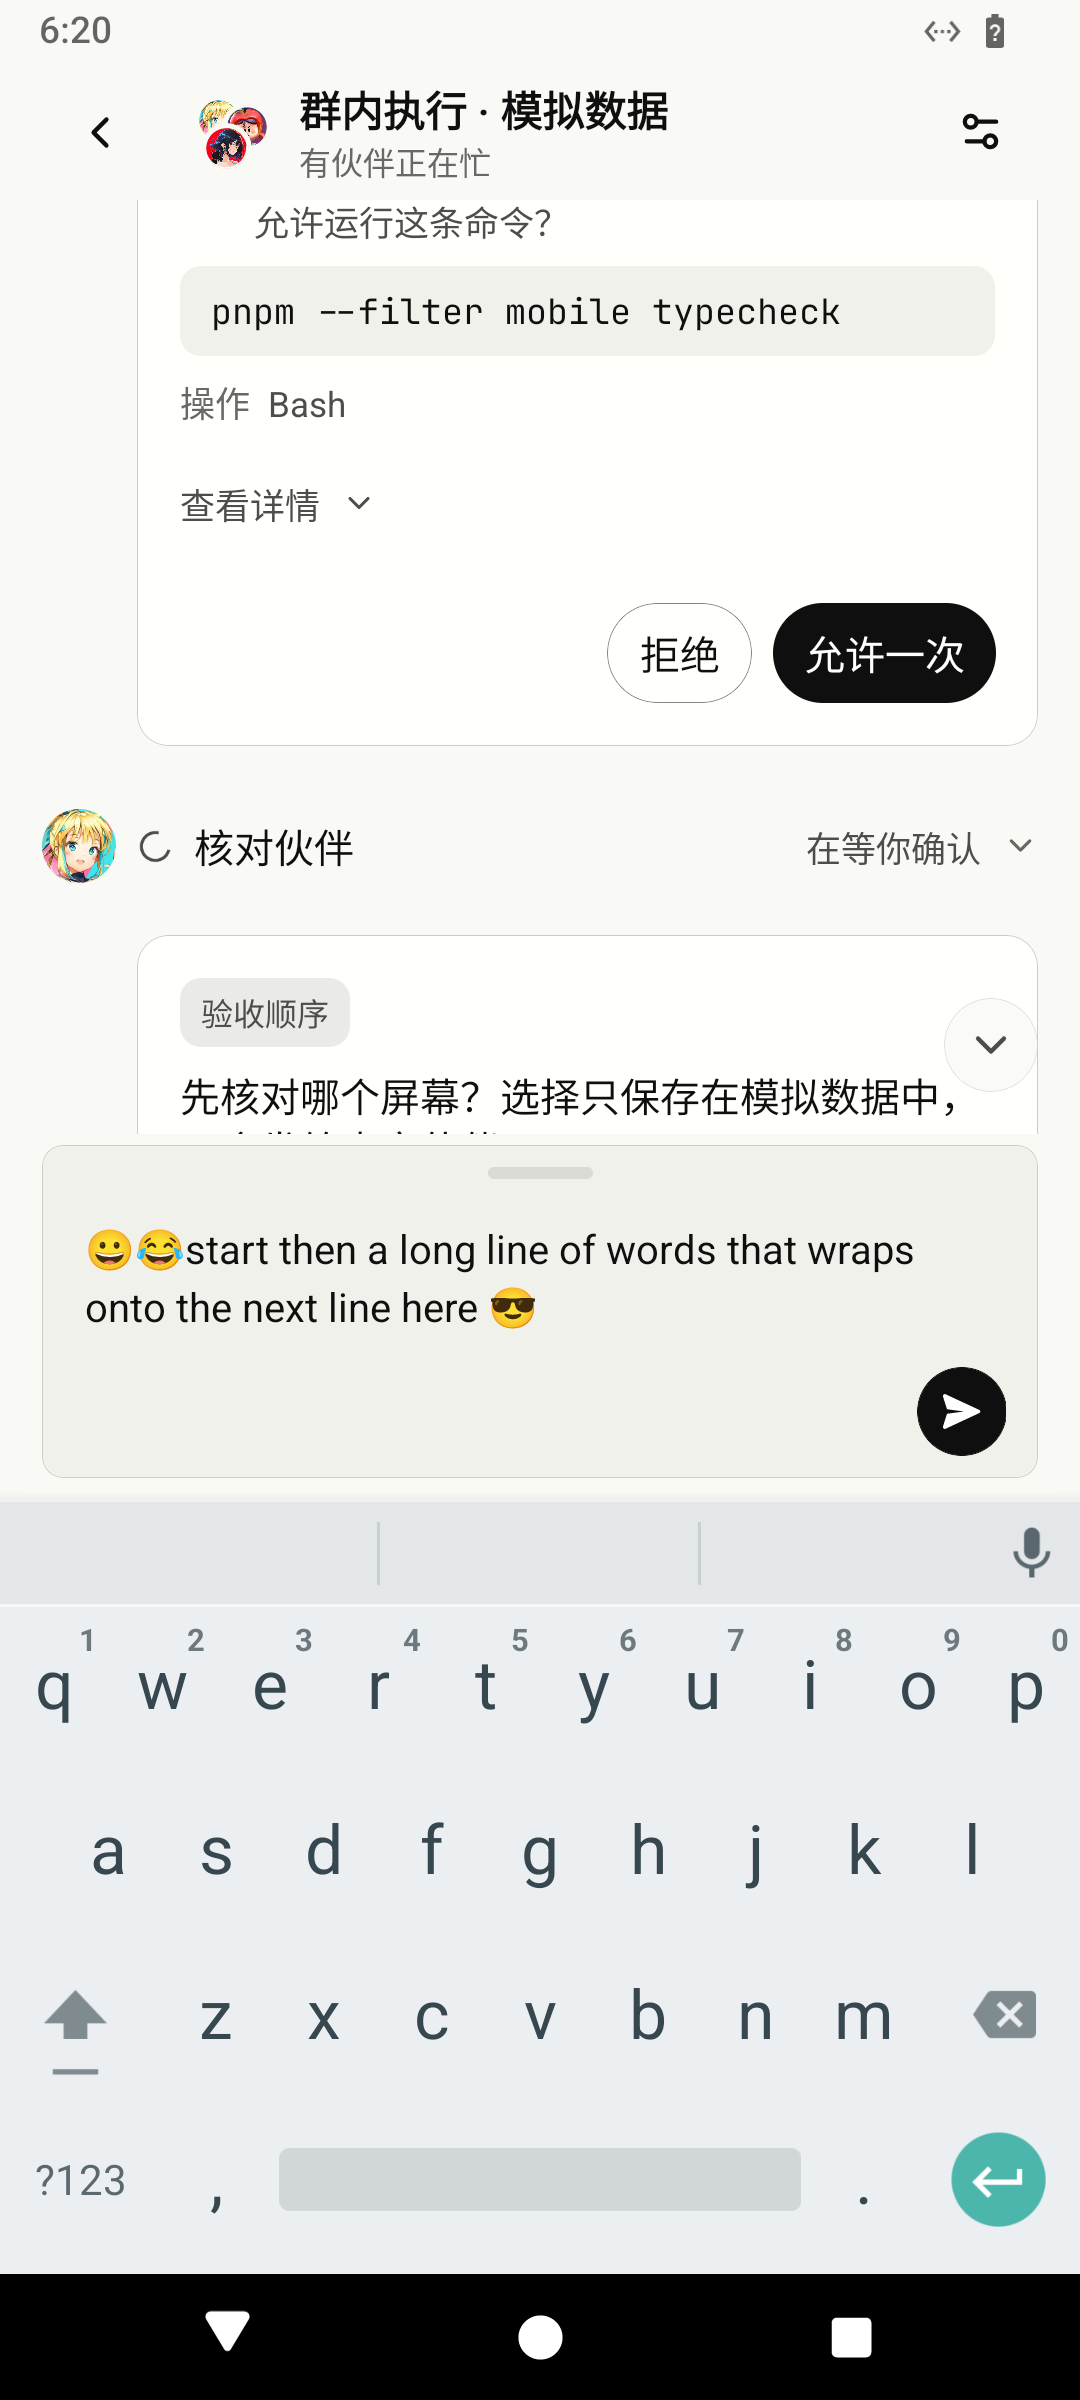 6:20
群内执行 · 模拟数据
有伙伴正在忙
允许运行这条命令？
pnpm --filter mobile typecheck
操作 Bash
查看详情
拒绝 允许一次
核对伙伴 在等你确认
验收顺序
先核对哪个屏幕？选择只保存在模拟数据中，
😀😂start then a long line of words that wraps
onto the next line here 😎
1 2 3 4 5 6 7 8 9 0
q w e r t y u i o p
a s d f g h j k l
z x c v b n m
?123 , .